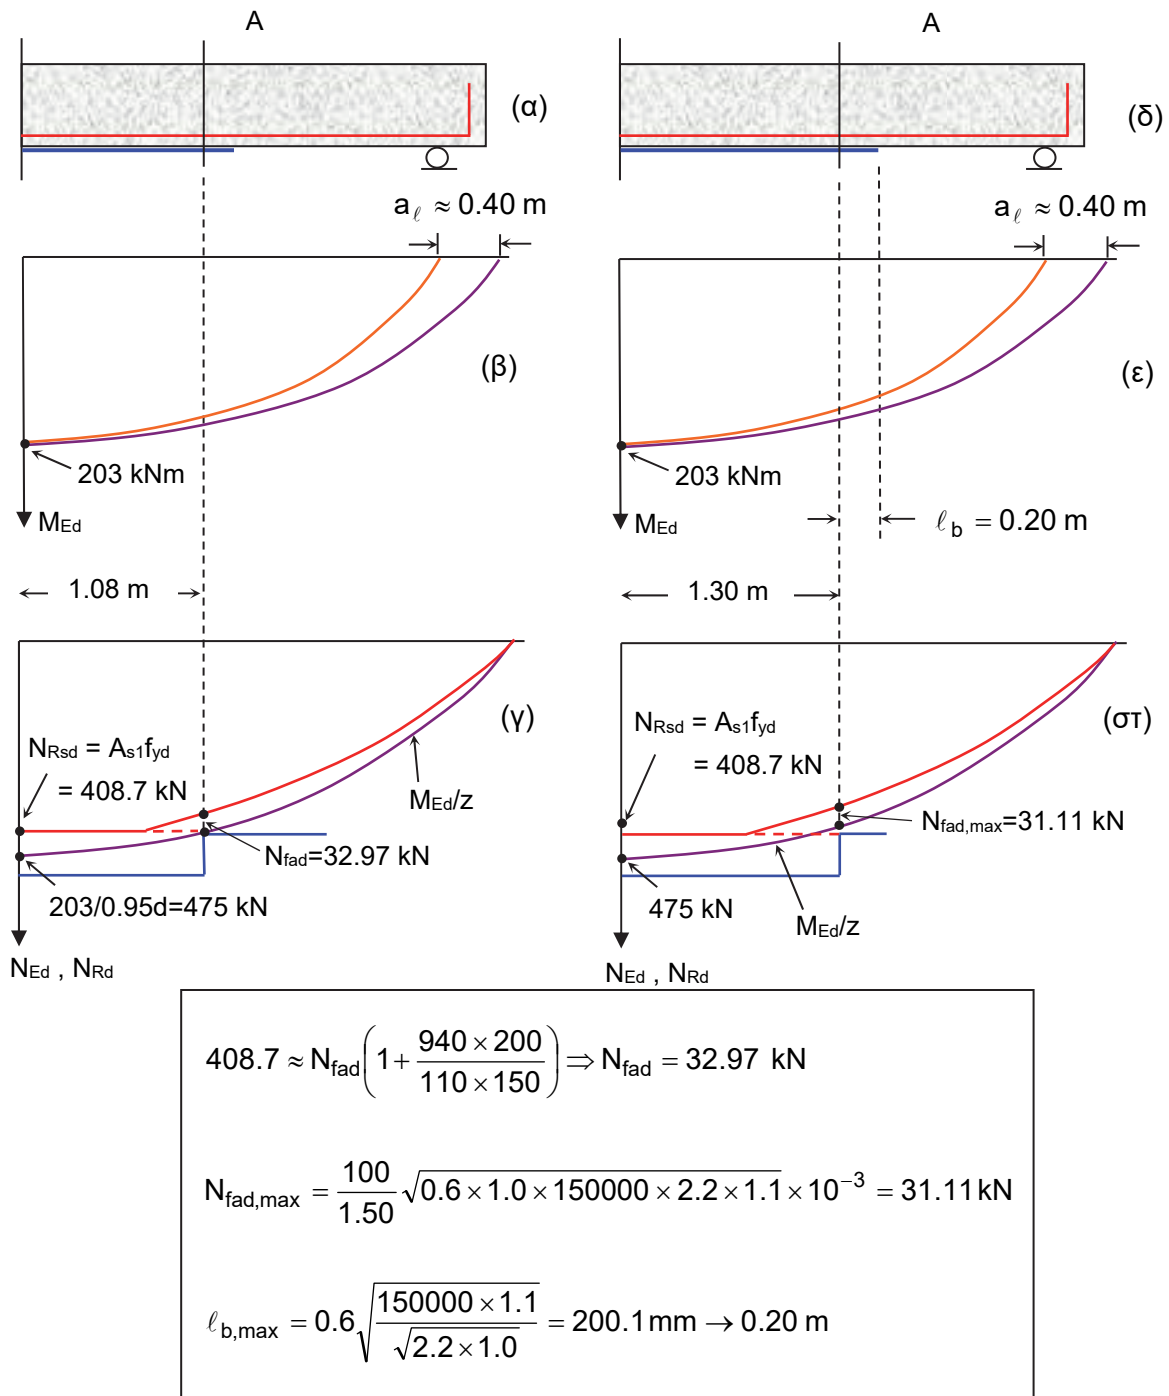 A
(α)
a_ℓ ≈ 0.40 m
(β)
203 kNm
M_Ed
1.08 m
(γ)
N_Rsd = A_s1 f_yd
= 408.7 kN
M_Ed/z
N_fad=32.97 kN
203/0.95d=475 kN
N_Ed , N_Rd
A
(δ)
a_ℓ ≈ 0.40 m
(ε)
203 kNm
M_Ed
ℓ_b = 0.20 m
1.30 m
(στ)
N_Rsd = A_s1 f_yd
= 408.7 kN
N_fad,max=31.11 kN
475 kN
M_Ed/z
N_Ed , N_Rd
408.7 ≈ N_fad(1 + (940 × 200)/(110 × 150)) ⇒ N_fad = 32.97 kN
N_fad,max = 100/1.50 √(0.6 × 1.0 × 150000 × 2.2 × 1.1) × 10^−3 = 31.11 kN
ℓ_b,max = 0.6 √((150000 × 1.1)/√(2.2 × 1.0)) = 200.1 mm → 0.20 m